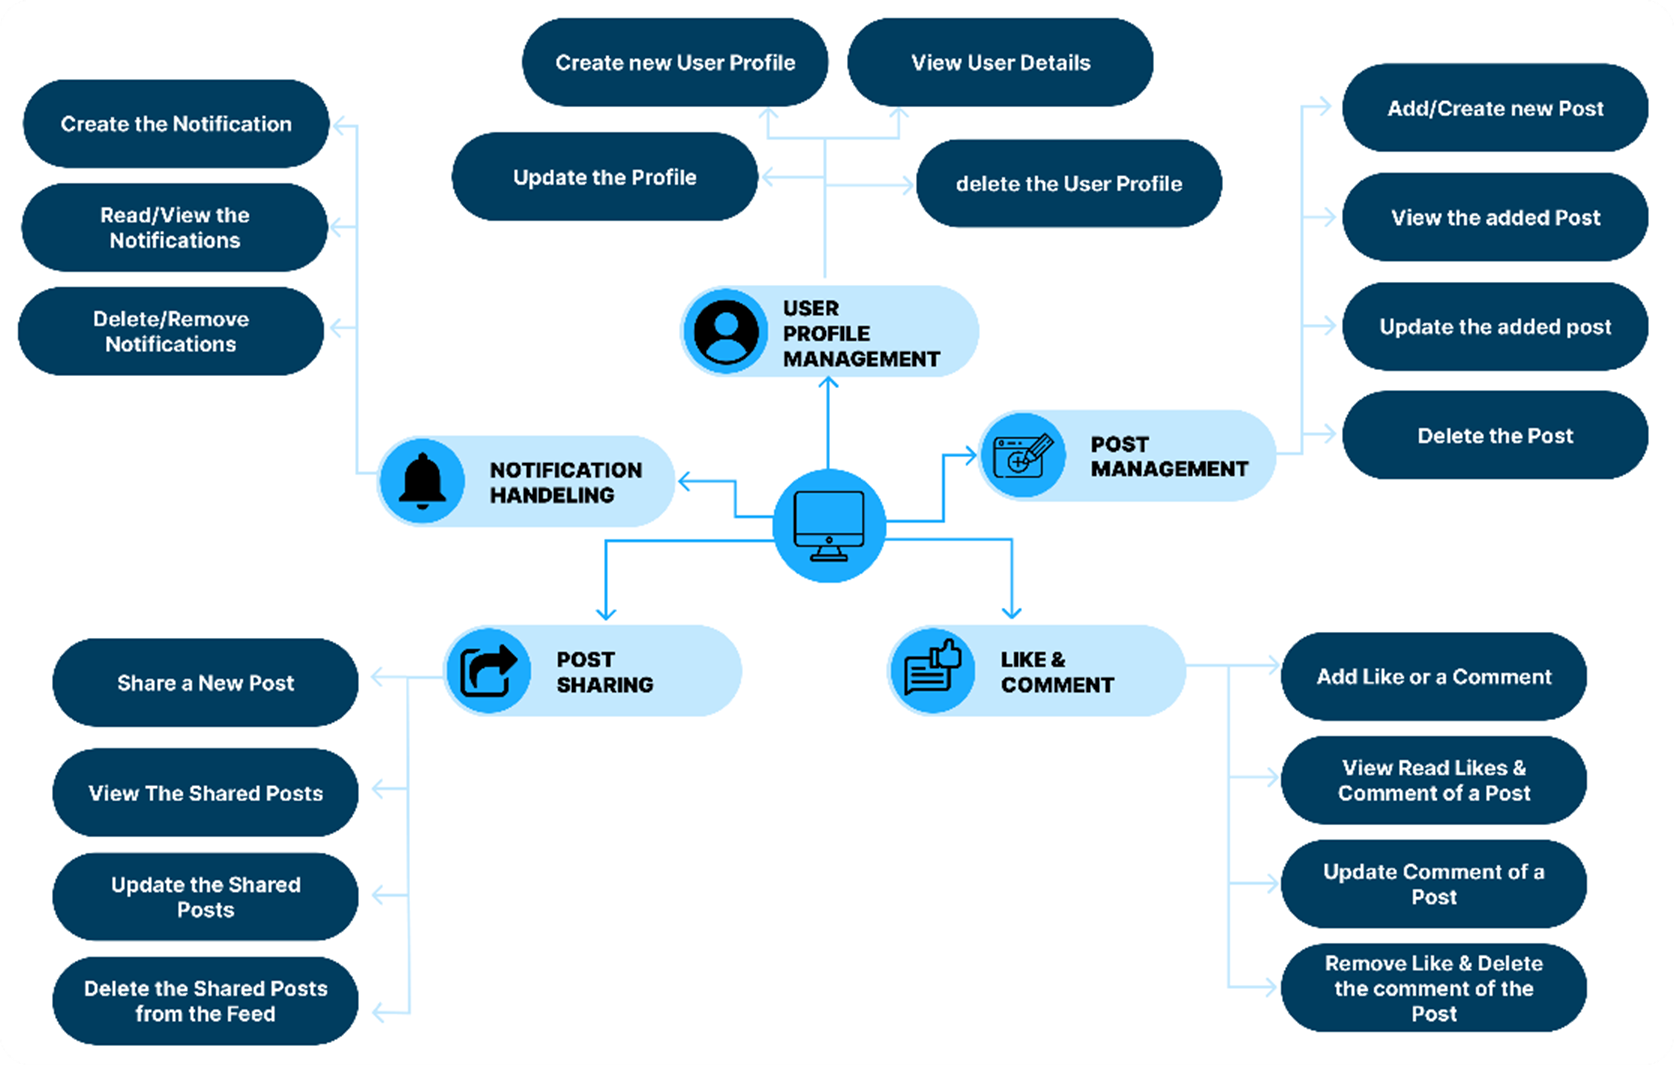 Create new User Profile
View User Details
Update the Profile
delete the User Profile
USER
PROFILE
MANAGEMENT
Create the Notification
Read/View the
Notifications
Delete/Remove
Notifications
NOTIFICATION
HANDELING
Add/Create new Post
View the added Post
Update the added post
Delete the Post
POST
MANAGEMENT
POST
SHARING
Share a New Post
View The Shared Posts
Update the Shared
Posts
Delete the Shared Posts
from the Feed
LIKE &
COMMENT
Add Like or a Comment
View Read Likes &
Comment of a Post
Update Comment of a
Post
Remove Like & Delete
the comment of the
Post